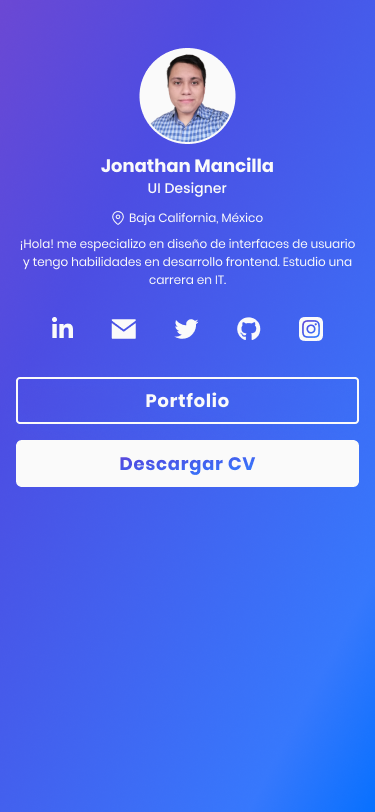 Jonathan Mancilla
UI Designer
Baja California, México
¡Hola! me especializo en diseño de interfaces de usuario
y tengo habilidades en desarrollo frontend. Estudio una
carrera en IT.
in
Portfolio
Descargar CV